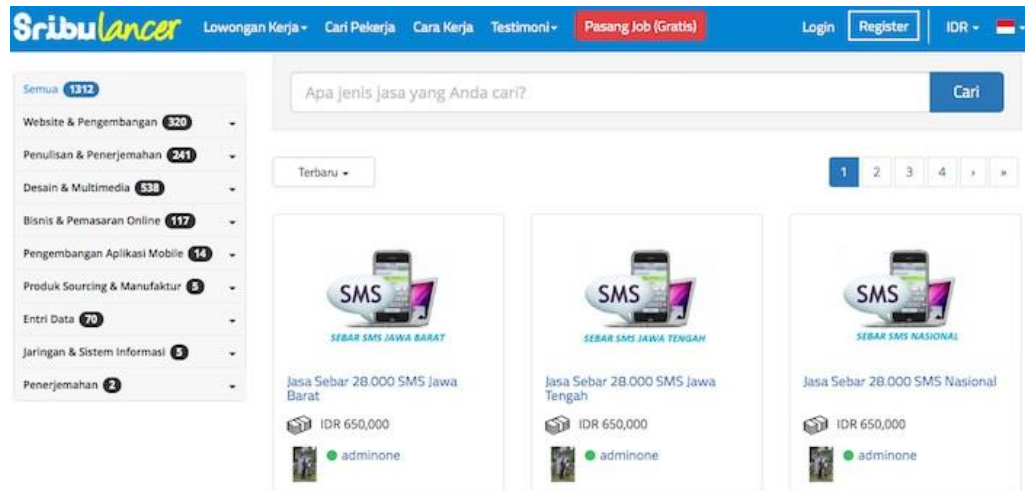 Sribulancer
Lowongan Kerja Cari Pekerja Cara Kerja Testimoni Pasang Job (Gratis) Login Register IDR
Semua 1312
Website & Pengembangan 320
Penulisan & Penerjemahan 241
Desain & Multimedia 538
Bisnis & Pemasaran Online 117
Pengembangan Aplikasi Mobile 14
Produk Sourcing & Manufaktur 5
Entri Data 70
Jaringan & Sistem Informasi 5
Penerjemahan 2
Apa jenis jasa yang Anda cari? Cari
Terbaru 1 2 3 4 › »
SMS
SEBAR SMS JAWA BARAT
Jasa Sebar 28.000 SMS Jawa
Barat
IDR 650,000
adminone
SMS
SEBAR SMS JAWA TENGAH
Jasa Sebar 28.000 SMS Jawa
Tengah
IDR 650,000
adminone
SMS
SEBAR SMS NASIONAL
Jasa Sebar 28.000 SMS Nasional
IDR 650,000
adminone